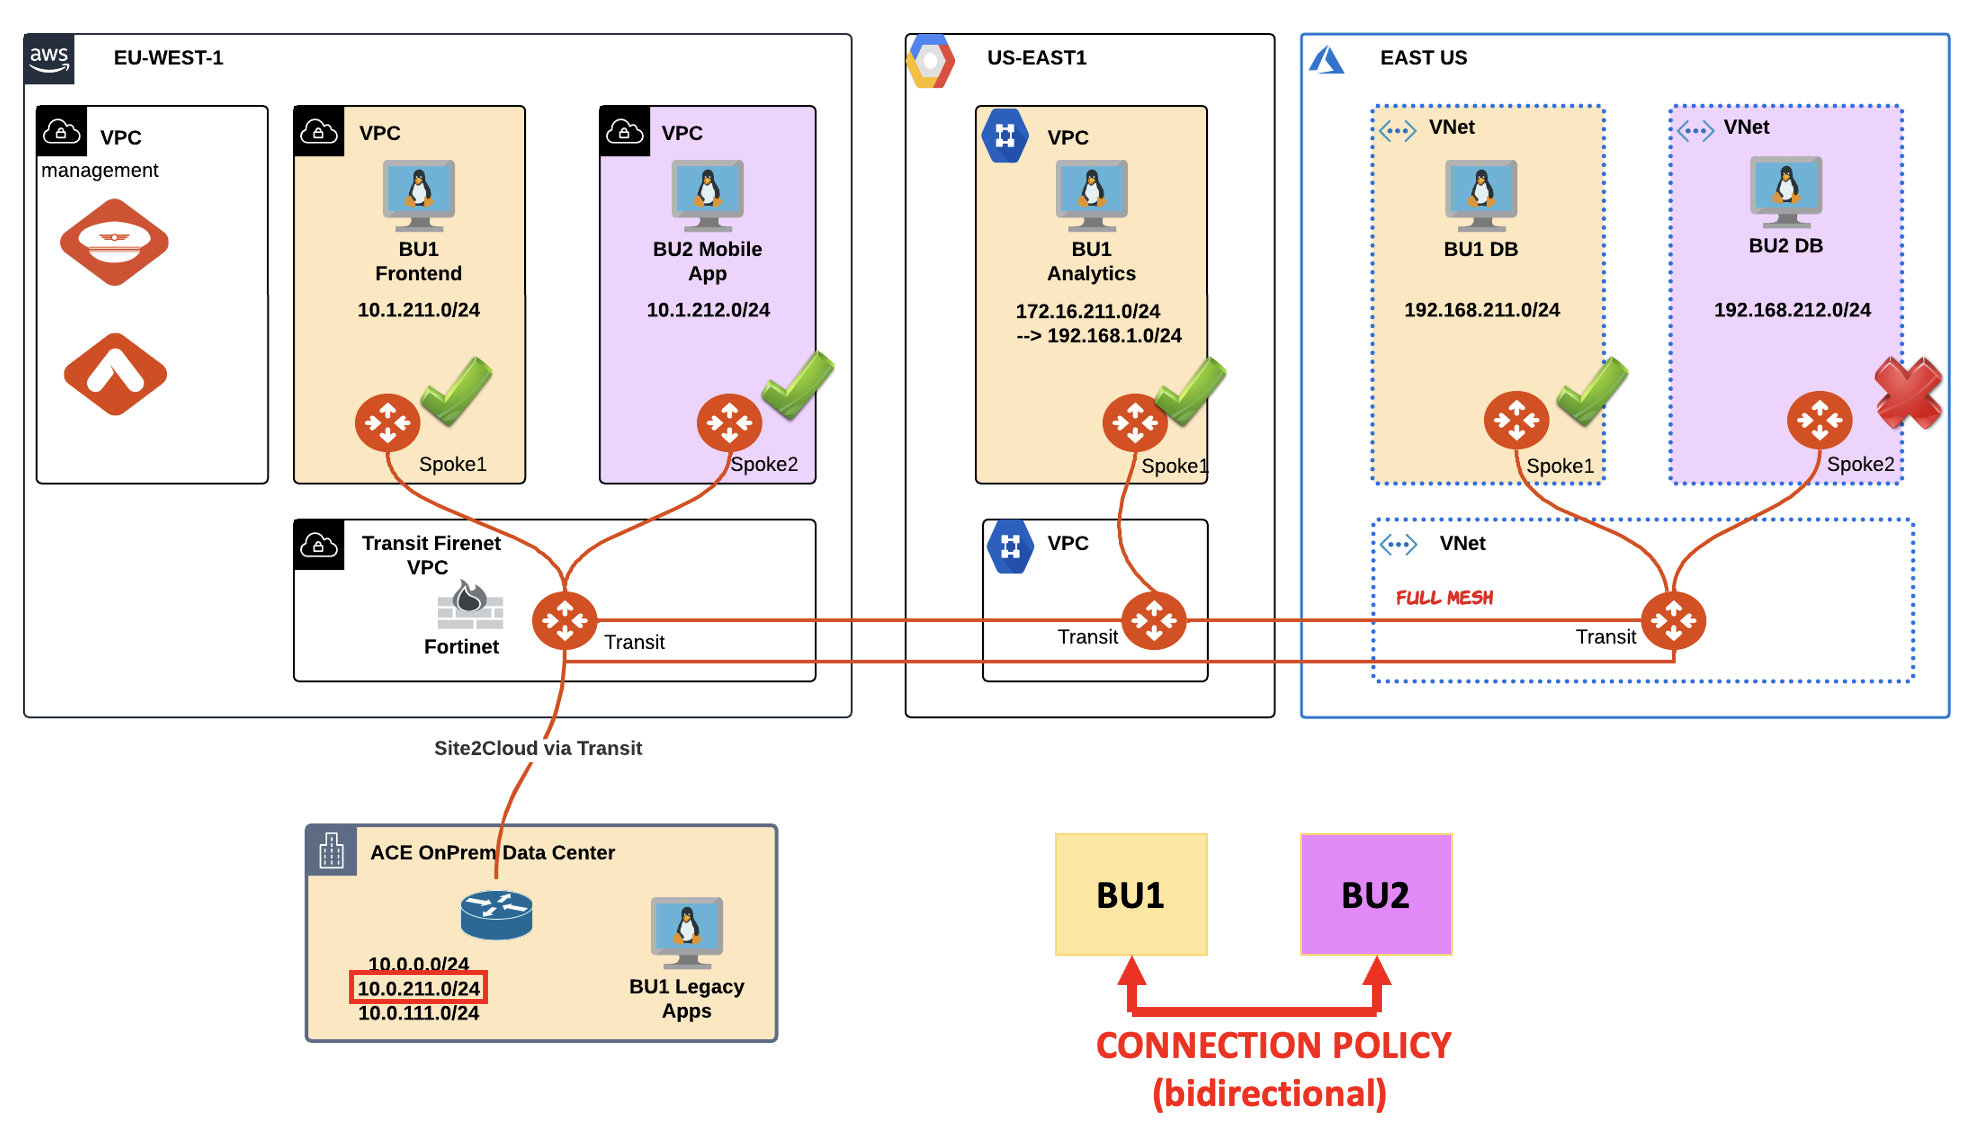 aws
EU-WEST-1
VPC
management
VPC
BU1
Frontend
10.1.211.0/24
Spoke1
VPC
BU2 Mobile
App
10.1.212.0/24
Spoke2
Transit Firenet
VPC
Fortinet
Transit
US-EAST1
VPC
BU1
Analytics
172.16.211.0/24
--> 192.168.1.0/24
Spoke1
VPC
Transit
EAST US
VNet
BU1 DB
192.168.211.0/24
Spoke1
VNet
BU2 DB
192.168.212.0/24
Spoke2
VNet
FULL MESH
Transit
Site2Cloud via Transit
ACE OnPrem Data Center
10.0.0.0/24
10.0.211.0/24
10.0.111.0/24
BU1 Legacy
Apps
BU1
BU2
CONNECTION POLICY
(bidirectional)